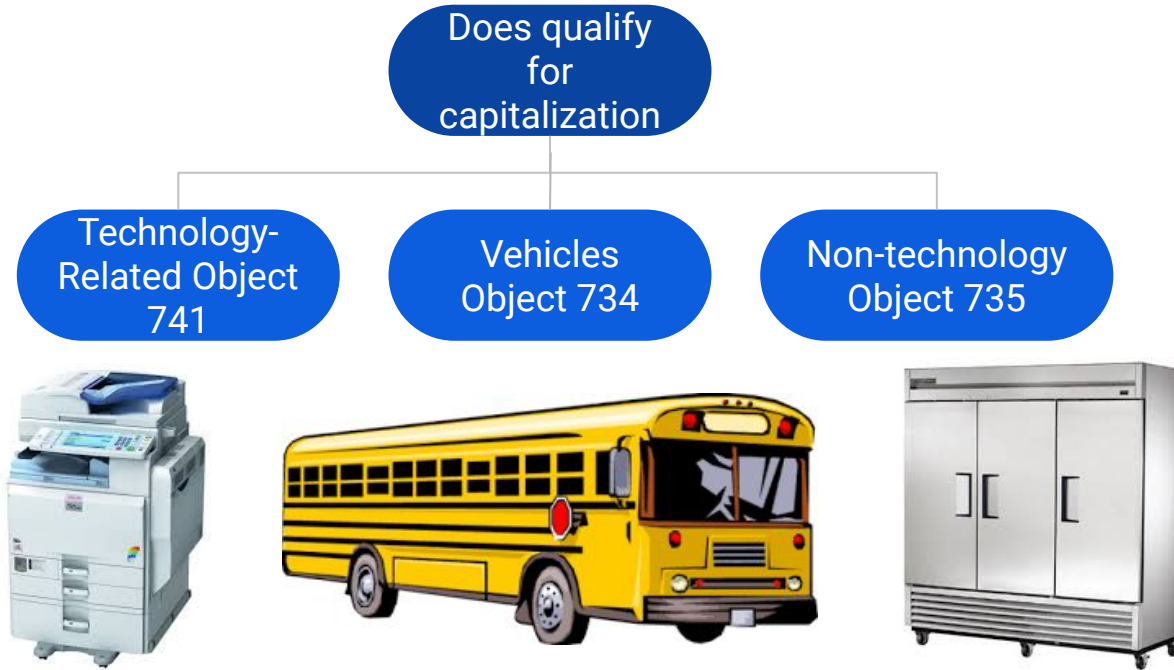 Does qualify
for
capitalization
Technology-
Related Object
741
Vehicles
Object 734
Non-technology
Object 735